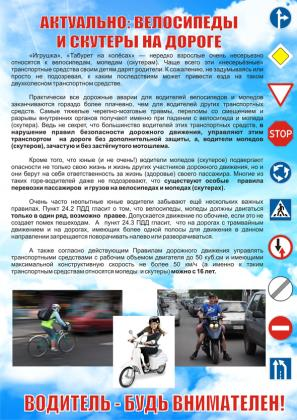 АКТУАЛЬНО: ВЕЛОСИПЕДЫ
И СКУТЕРЫ НА ДОРОГЕ
«Игрушка», «Табурет на колёсах» — нередко взрослые очень несерьезно
относятся к велосипедам, мопедам (скутерам). Чаще всего эти «несерьёзные»
транспортные средства своим детям дарят родители. К сожалению, не задумываясь или
просто не подозревая, к каким последствиям может привести езда на таком
двухколесном транспортном средстве.
Практически все дорожные аварии для водителей велосипедов и мопедов
заканчиваются гораздо более плачевно, чем для водителей других транспортных
средств. Самые тяжелые черепно-мозговые травмы, переломы со смещением и
разрывы внутренних органов получают именно при падении с велосипеда и мопеда
(скутера). Ведь не секрет, что большинство водителей этих транспортных средств, в
нарушении правил безопасности дорожного движения, управляют этим
транспортом на дороге без дополнительной защиты, а, водители мопедов
(скутеров), зачастую и без застёгнутого мотошлема.
Кроме того, что юные (и не очень!) водители мопедов (скутеров) подвергают
опасности не только свою жизнь и жизнь других участников дорожного движения, но и
они берут на себя ответственность за жизнь (здоровье) своего пассажира. Многие из
таких горе-водителей даже не подозревают, что существуют особые правила
перевозки пассажиров и грузов на велосипедах и мопедах (скутерах).
Очень часто неопытные юные водители забывают ещё нескольких важных
правилах. Пункт 24.2 ПДД гласит о том, что велосипеды, мопеды должны двигаться
только в один ряд, возможно правее. Допускается движение по обочине, если это не
создает помех пешеходам. А пункт 24.3 ПДД гласит, что на дорогах с трамвайным
движением и на дорогах, имеющих более одной полосы для движения в данном
направлении запрещается поворачивать налево или разворачиваться.
А также согласно действующим Правилам дорожного движения управлять
транспортными средствами с рабочим объемом двигателя до 50 куб.см и имеющими
максимальной конструктивную скорость не более 50 км/ч (а именно к таким
транспортным средствам относятся мопеды и скутеры) можно с 16 лет.
STOP
ВОДИТЕЛЬ - БУДЬ ВНИМАТЕЛЕН!